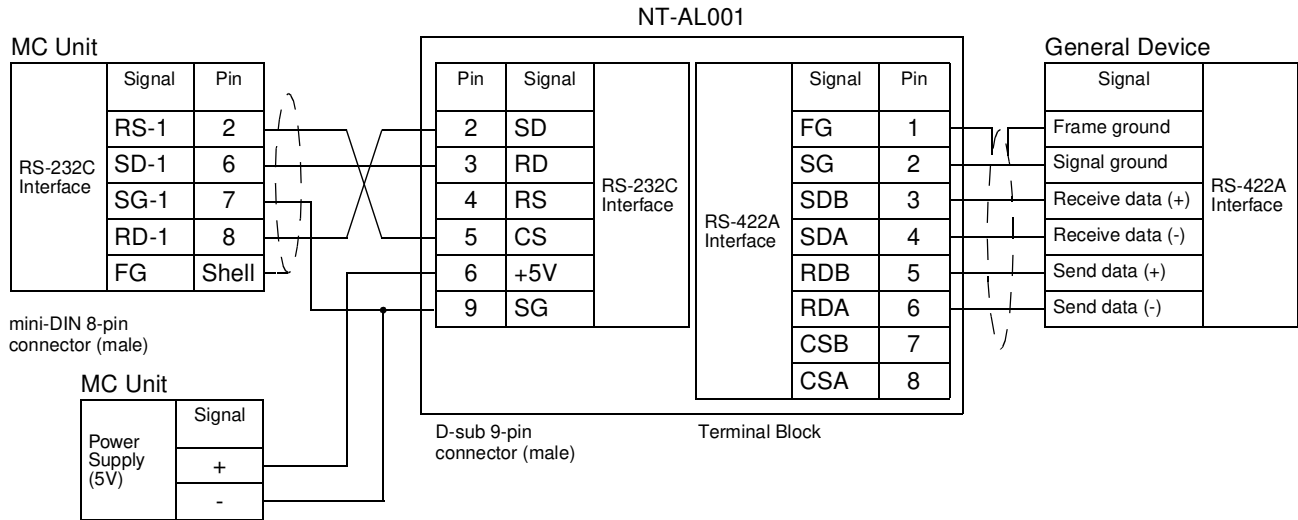 NT-AL001
MC Unit
RS-232C
Interface
Signal Pin
RS-1 2
SD-1 6
SG-1 7
RD-1 8
FG Shell
mini-DIN 8-pin
connector (male)
MC Unit
Power
Supply
(5V)
Signal
+
-
Pin Signal
2 SD
3 RD
4 RS
5 CS
6 +5V
9 SG
RS-232C
Interface
D-sub 9-pin
connector (male)
RS-422A
Interface
Signal Pin
FG 1
SG 2
SDB 3
SDA 4
RDB 5
RDA 6
CSB 7
CSA 8
Terminal Block
General Device
Signal
Frame ground
Signal ground
Receive data (+)
Receive data (-)
Send data (+)
Send data (-)
RS-422A
Interface